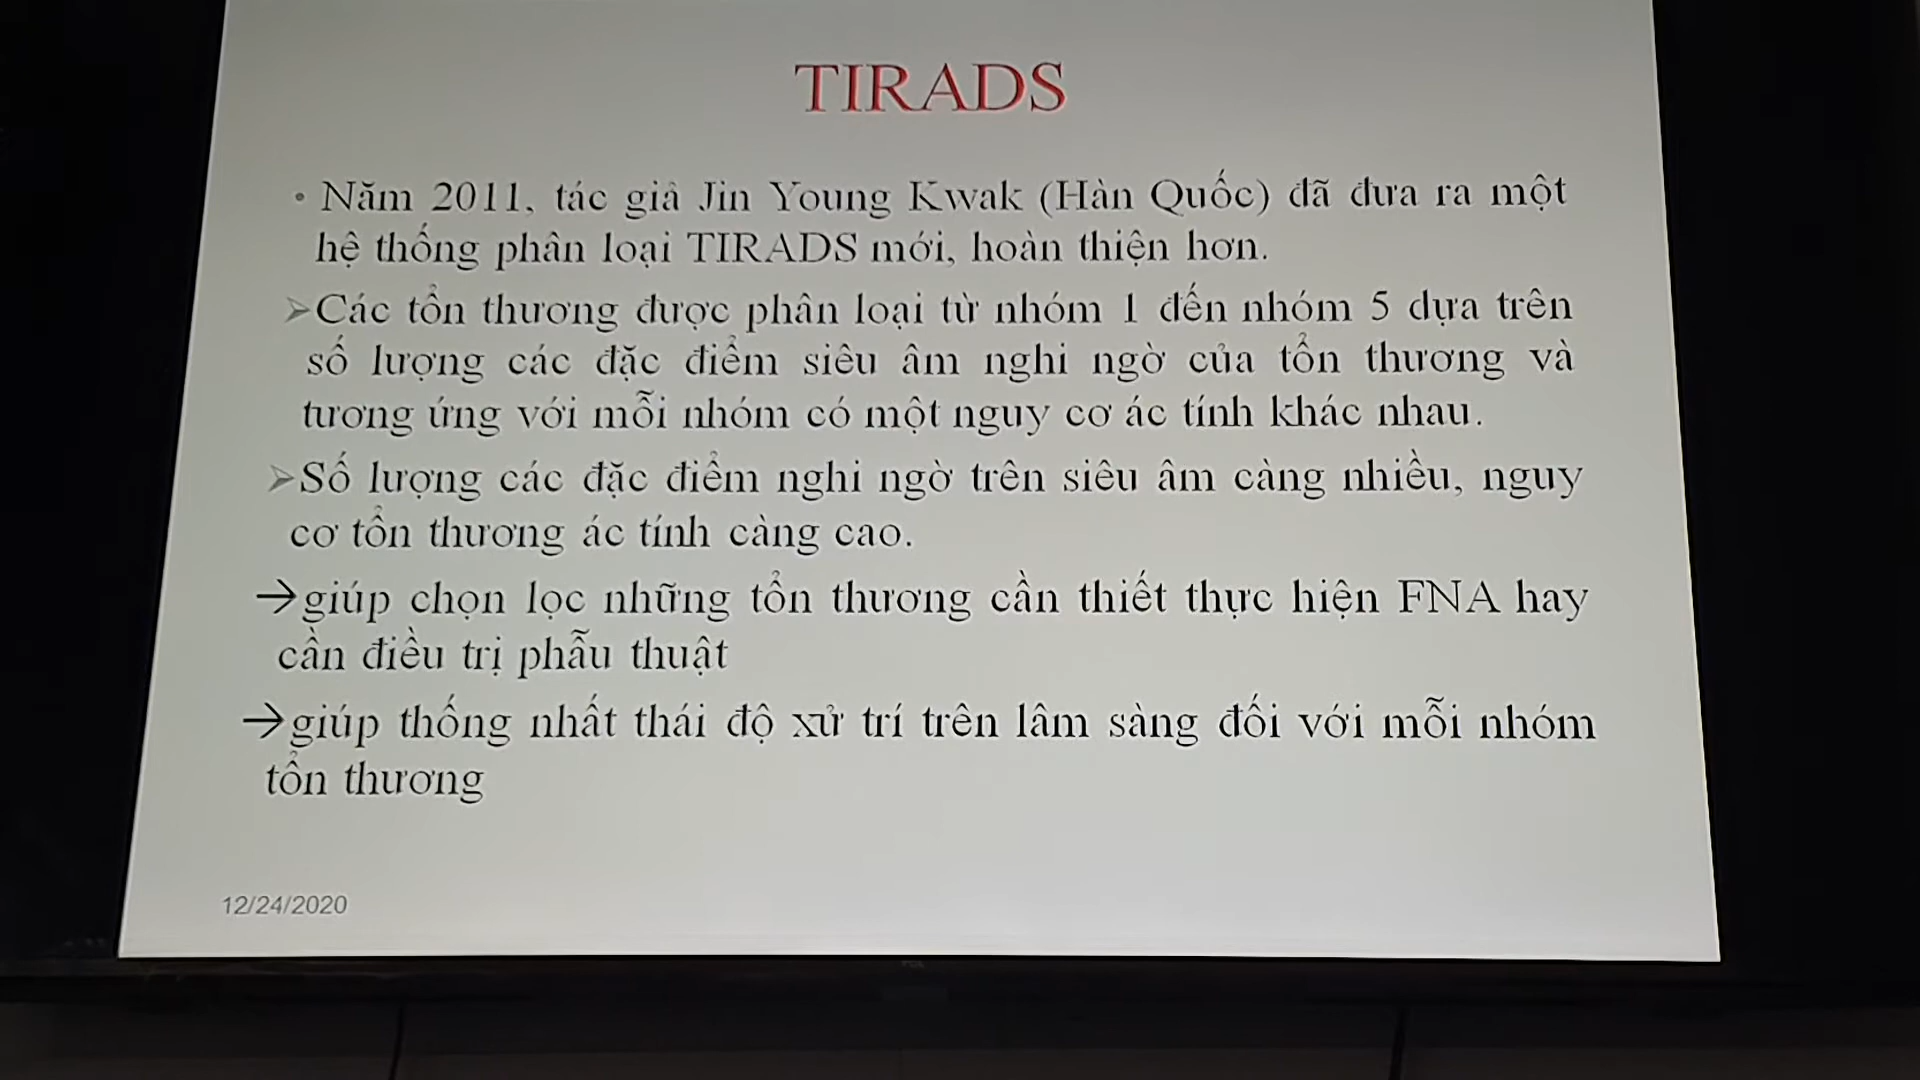 TIRADS
• Năm 2011, tác giả Jin Young Kwak (Hàn Quốc) đã đưa ra một
hệ thống phân loại TIRADS mới, hoàn thiện hơn.
➢Các tổn thương được phân loại từ nhóm 1 đến nhóm 5 dựa trên
số lượng các đặc điểm siêu âm nghi ngờ của tổn thương và
tương ứng với mỗi nhóm có một nguy cơ ác tính khác nhau.
➢Số lượng các đặc điểm nghi ngờ trên siêu âm càng nhiều, nguy
cơ tổn thương ác tính càng cao.
→giúp chọn lọc những tổn thương cần thiết thực hiện FNA hay
cần điều trị phẫu thuật
→giúp thống nhất thái độ xử trí trên lâm sàng đối với mỗi nhóm
tổn thương
12/24/2020